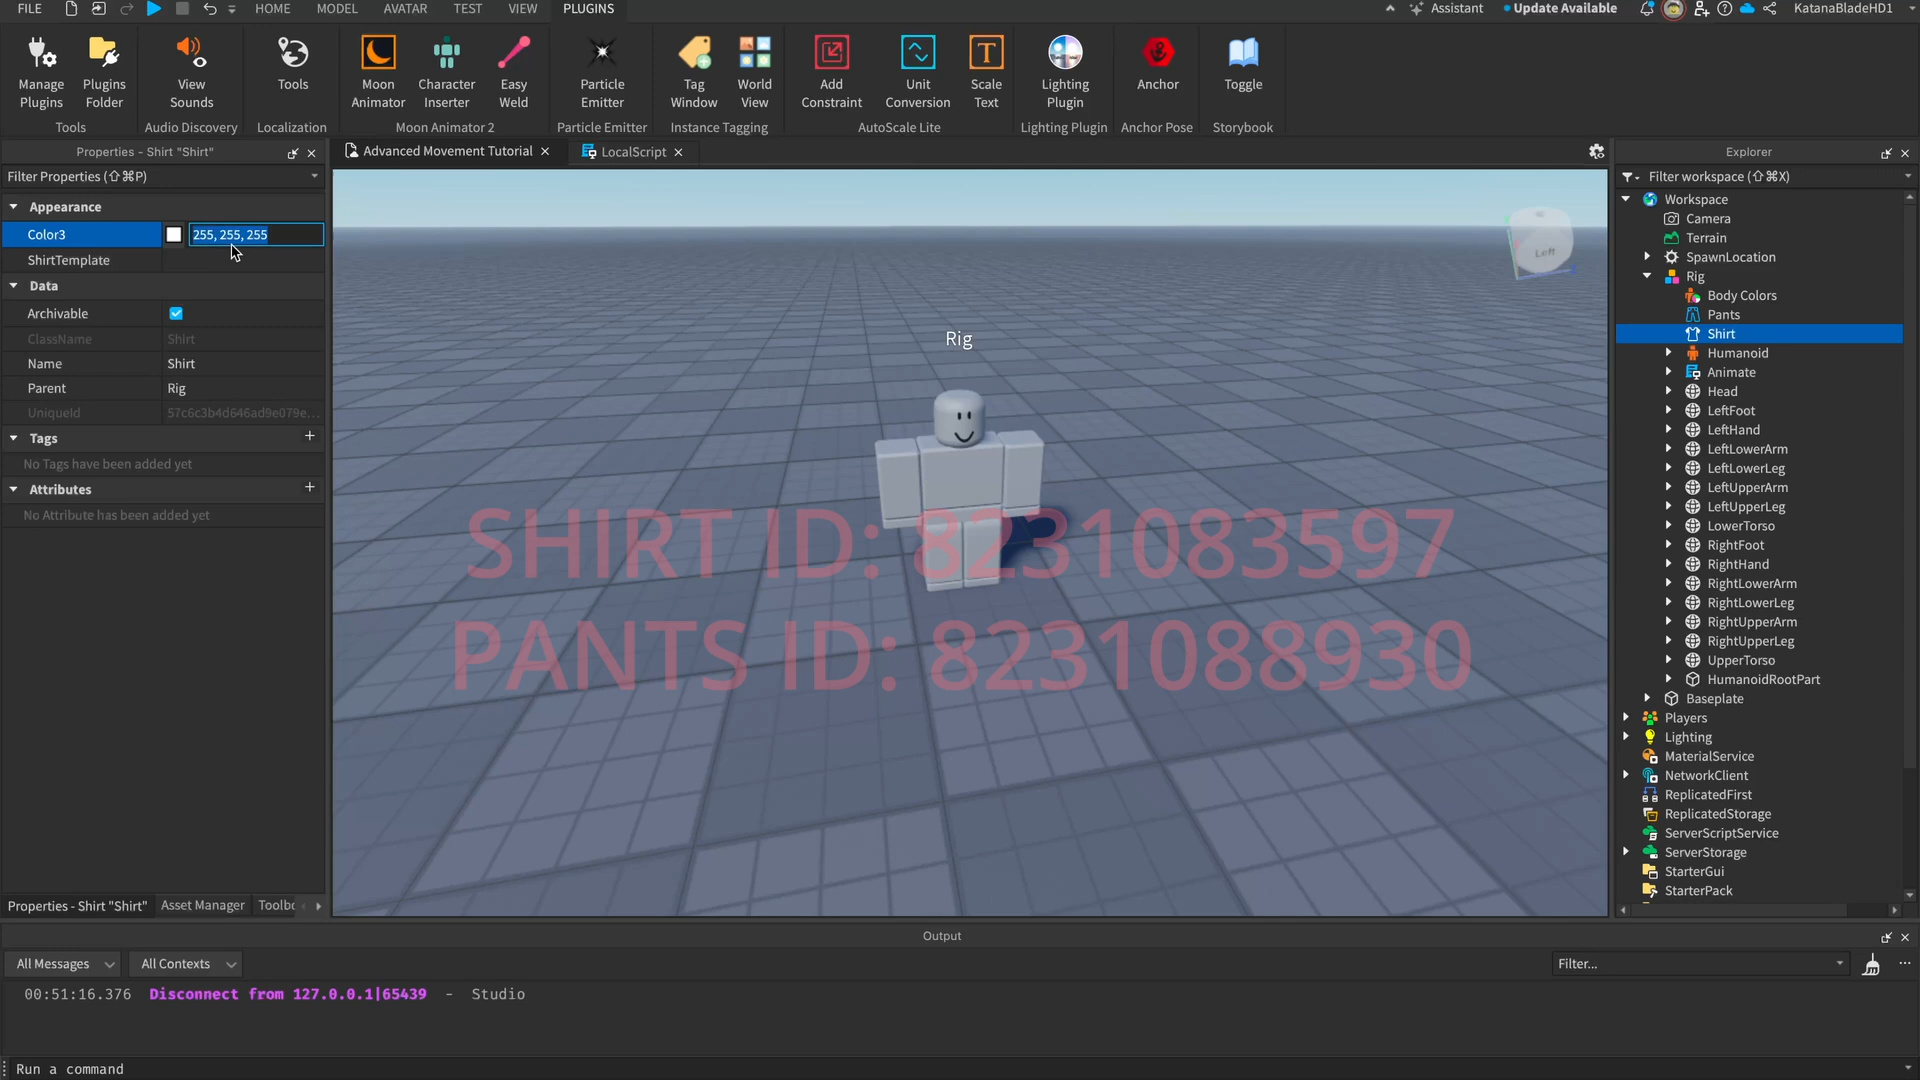 FILE
HOME
MODEL
AVATAR
TEST
VIEW
PLUGINS
Assistant
Update Available
KatanaBladeHD1
Manage Plugins
Plugins Folder
Tools
View Sounds
Audio Discovery
Tools
Localization
Moon Animator
Character Inserter
Easy Weld
Moon Animator 2
Particle Emitter
Particle Emitter
Tag Window
World View
Instance Tagging
Add Constraint
Unit Conversion
Scale Text
AutoScale Lite
Lighting Plugin
Lighting Plugin
Anchor
Anchor Pose
Toggle
Storybook
Properties - Shirt "Shirt"
Filter Properties (⇧⌘P)
Appearance
Color3 255, 255, 255
ShirtTemplate
Data
Archivable
ClassName Shirt
Name Shirt
Parent Rig
UniqueId 57c6c3b4d646ad9e079e...
Tags
No Tags have been added yet
Attributes
No Attribute has been added yet
Properties - Shirt "Shirt"
Asset Manager
Toolbo
Advanced Movement Tutorial
LocalScript
Left
Rig
SHIRT ID: 8231083597
PANTS ID: 8231088930
Explorer
Filter workspace (⇧⌘X)
Workspace
Camera
Terrain
SpawnLocation
Rig
Body Colors
Pants
Shirt
Humanoid
Animate
Head
LeftFoot
LeftHand
LeftLowerArm
LeftLowerLeg
LeftUpperArm
LeftUpperLeg
LowerTorso
RightFoot
RightHand
RightLowerArm
RightLowerLeg
RightUpperArm
RightUpperLeg
UpperTorso
HumanoidRootPart
Baseplate
Players
Lighting
MaterialService
NetworkClient
ReplicatedFirst
ReplicatedStorage
ServerScriptService
ServerStorage
StarterGui
StarterPack
Output
All Messages
All Contexts
Filter...
00:51:16.376 Disconnect from 127.0.0.1|65439 - Studio
Run a command